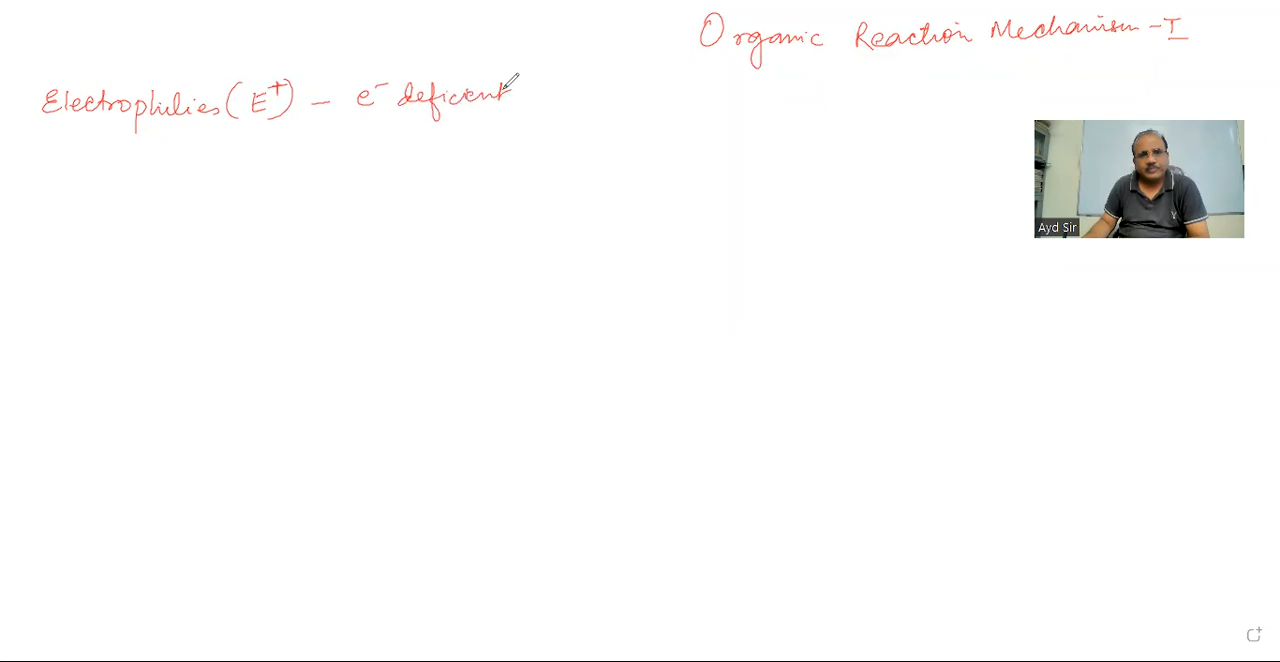 Organic Reaction Mechanism-I
Electrophilies (E⁺) - e⁻ deficient
Ayd Sir